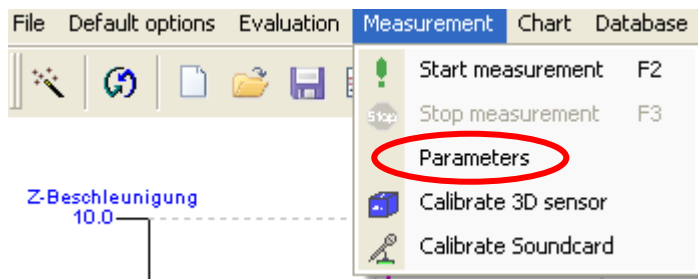 File Default options Evaluation Measurement Chart Database
Start measurement F2
Stop
Stop measurement F3
Parameters
Calibrate 3D sensor
Calibrate Soundcard
Z-Beschleunigung
10.0